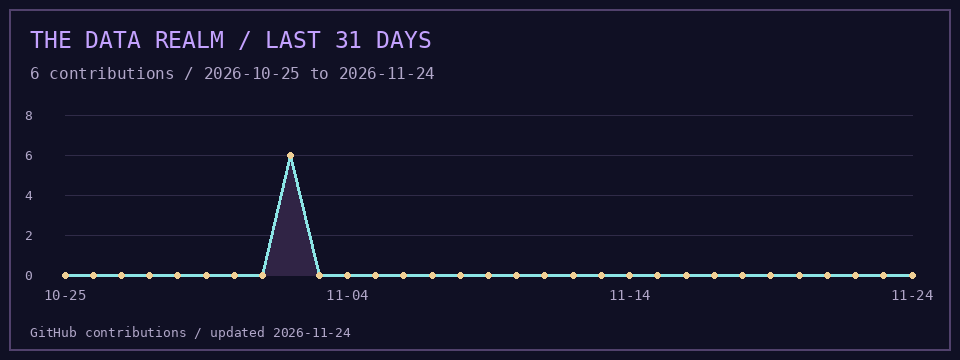 THE DATA REALM / LAST 31 DAYS
6 contributions / 2026-10-25 to 2026-11-24
8
6
4
2
0
10-25 11-04 11-14 11-24
GitHub contributions / updated 2026-11-24